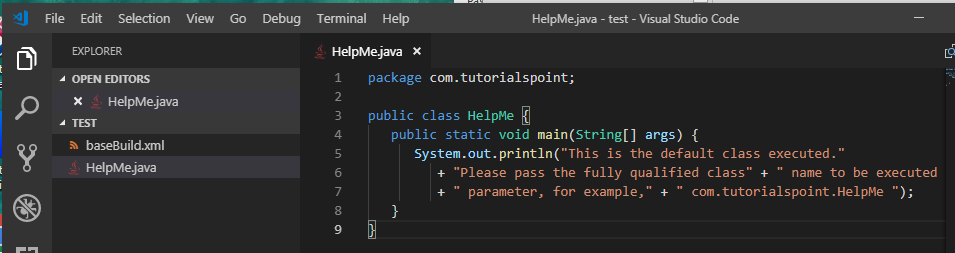 File Edit Selection View Go Debug Terminal Help HelpMe.java - test - Visual Studio Code
EXPLORER
OPEN EDITORS
HelpMe.java
TEST
baseBuild.xml
HelpMe.java
HelpMe.java
1 package com.tutorialspoint;
2
3 public class HelpMe {
4 public static void main(String[] args) {
5 System.out.println("This is the default class executed."
6 + "Please pass the fully qualified class" + " name to be executed
7 + " parameter, for example," + " com.tutorialspoint.HelpMe ");
8 }
9 }